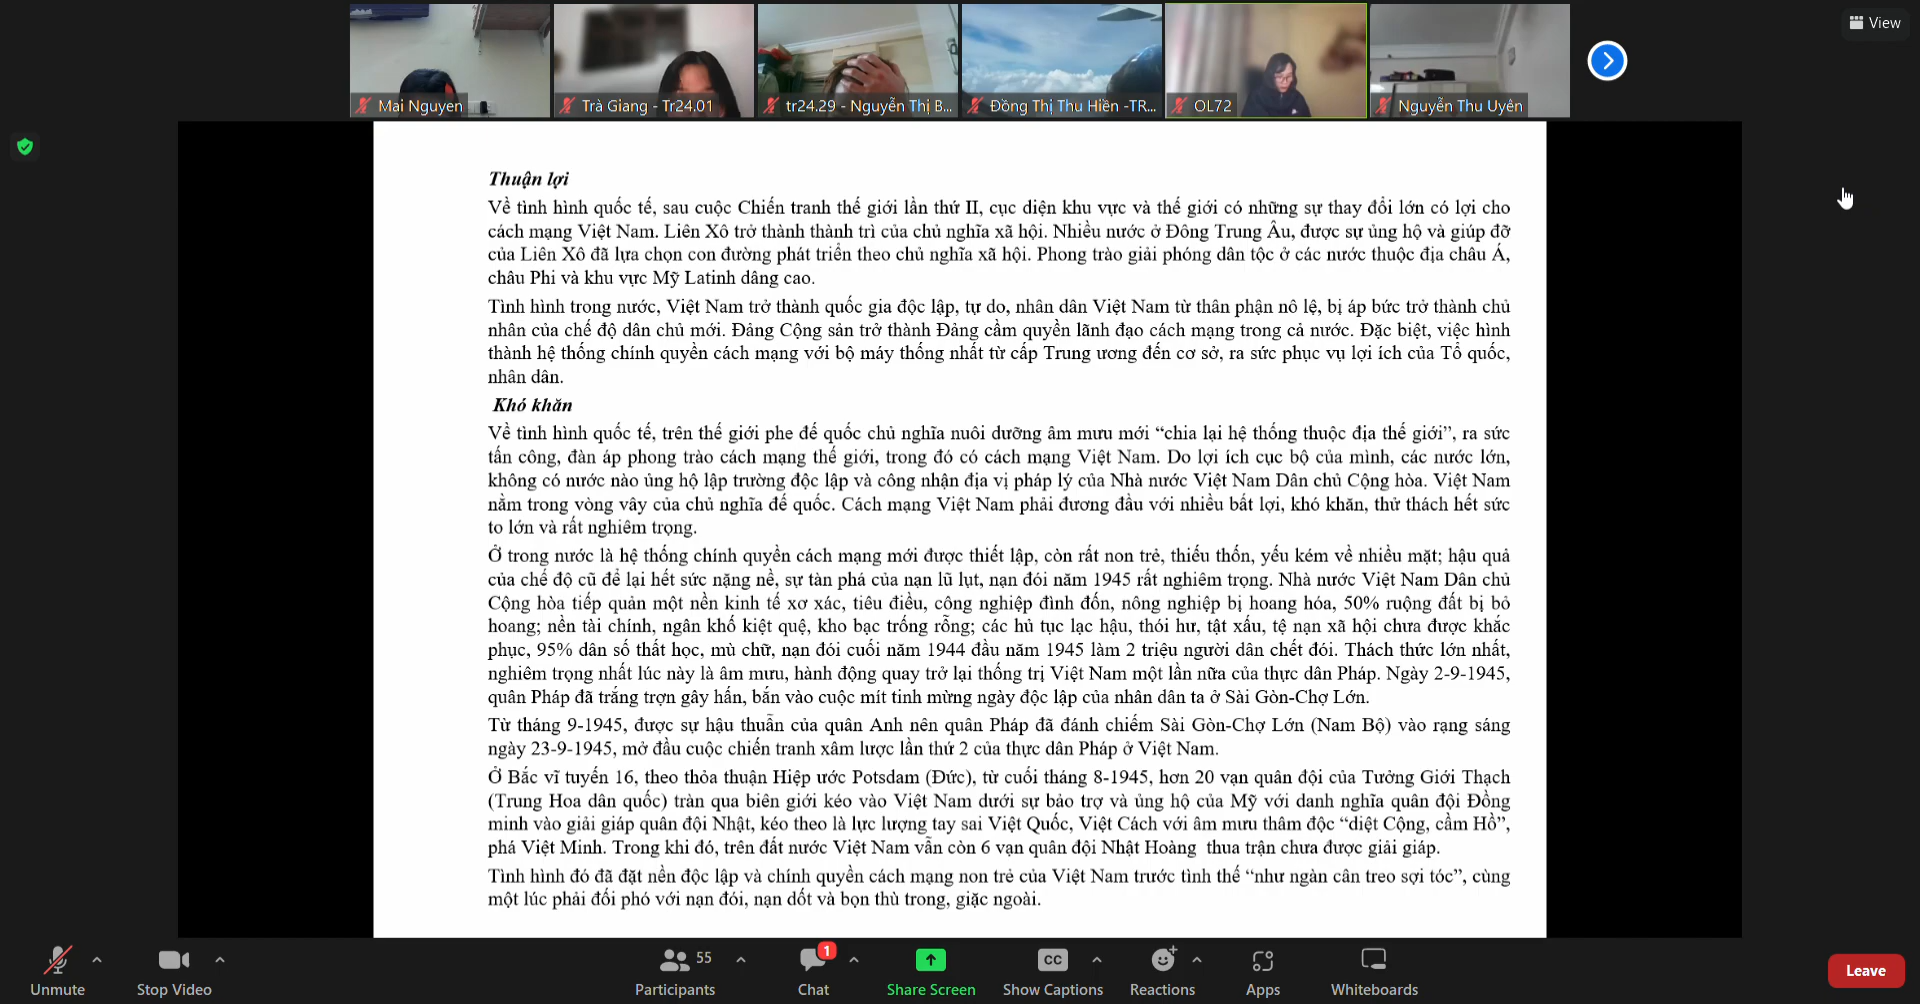 View
Mai Nguyen
Trà Giang - Tr24.01
tr24.29 - Nguyễn Thị B...
Đồng Thị Thu Hiền -TR...
OL72
Nguyễn Thu Uyên
Thuận lợi
Về tình hình quốc tế, sau cuộc Chiến tranh thế giới lần thứ II, cục diện khu vực và thế giới có những sự thay đổi lớn có lợi cho
cách mạng Việt Nam. Liên Xô trở thành thành trì của chủ nghĩa xã hội. Nhiều nước ở Đông Trung Âu, được sự ủng hộ và giúp đỡ
của Liên Xô đã lựa chọn con đường phát triển theo chủ nghĩa xã hội. Phong trào giải phóng dân tộc ở các nước thuộc địa châu Á,
châu Phi và khu vực Mỹ Latinh dâng cao.
Tình hình trong nước, Việt Nam trở thành quốc gia độc lập, tự do, nhân dân Việt Nam từ thân phận nô lệ, bị áp bức trở thành chủ
nhân của chế độ dân chủ mới. Đảng Cộng sản trở thành Đảng cầm quyền lãnh đạo cách mạng trong cả nước. Đặc biệt, việc hình
thành hệ thống chính quyền cách mạng với bộ máy thống nhất từ cấp Trung ương đến cơ sở, ra sức phục vụ lợi ích của Tổ quốc,
nhân dân.
Khó khăn
Về tình hình quốc tế, trên thế giới phe đế quốc chủ nghĩa nuôi dưỡng âm mưu mới “chia lại hệ thống thuộc địa thế giới”, ra sức
tấn công, đàn áp phong trào cách mạng thế giới, trong đó có cách mạng Việt Nam. Do lợi ích cục bộ của mình, các nước lớn,
không có nước nào ủng hộ lập trường độc lập và công nhận địa vị pháp lý của Nhà nước Việt Nam Dân chủ Cộng hòa. Việt Nam
nằm trong vòng vây của chủ nghĩa đế quốc. Cách mạng Việt Nam phải đương đầu với nhiều bất lợi, khó khăn, thử thách hết sức
to lớn và rất nghiêm trọng.
Ở trong nước là hệ thống chính quyền cách mạng mới được thiết lập, còn rất non trẻ, thiếu thốn, yếu kém về nhiều mặt; hậu quả
của chế độ cũ để lại hết sức nặng nề, sự tàn phá của nạn lũ lụt, nạn đói năm 1945 rất nghiêm trọng. Nhà nước Việt Nam Dân chủ
Cộng hòa tiếp quản một nền kinh tế xơ xác, tiêu điều, công nghiệp đình đốn, nông nghiệp bị hoang hóa, 50% ruộng đất bị bỏ
hoang; nền tài chính, ngân khố kiệt quệ, kho bạc trống rỗng; các hủ tục lạc hậu, thói hư, tật xấu, tệ nạn xã hội chưa được khắc
phục, 95% dân số thất học, mù chữ, nạn đói cuối năm 1944 đầu năm 1945 làm 2 triệu người dân chết đói. Thách thức lớn nhất,
nghiêm trọng nhất lúc này là âm mưu, hành động quay trở lại thống trị Việt Nam một lần nữa của thực dân Pháp. Ngày 2-9-1945,
quân Pháp đã trắng trợn gây hấn, bắn vào cuộc mít tinh mừng ngày độc lập của nhân dân ta ở Sài Gòn-Chợ Lớn.
Từ tháng 9-1945, được sự hậu thuẫn của quân Anh nên quân Pháp đã đánh chiếm Sài Gòn-Chợ Lớn (Nam Bộ) vào rạng sáng
ngày 23-9-1945, mở đầu cuộc chiến tranh xâm lược lần thứ 2 của thực dân Pháp ở Việt Nam.
Ở Bắc vĩ tuyến 16, theo thỏa thuận Hiệp ước Potsdam (Đức), từ cuối tháng 8-1945, hơn 20 vạn quân đội của Tưởng Giới Thạch
(Trung Hoa dân quốc) tràn qua biên giới kéo vào Việt Nam dưới sự bảo trợ và ủng hộ của Mỹ với danh nghĩa quân đội Đồng
minh vào giải giáp quân đội Nhật, kéo theo là lực lượng tay sai Việt Quốc, Việt Cách với âm mưu thâm độc “diệt Cộng, cầm Hồ”,
phá Việt Minh. Trong khi đó, trên đất nước Việt Nam vẫn còn 6 vạn quân đội Nhật Hoàng thua trận chưa được giải giáp.
Tình hình đó đã đặt nền độc lập và chính quyền cách mạng non trẻ của Việt Nam trước tình thế “như ngàn cân treo sợi tóc”, cùng
một lúc phải đối phó với nạn đói, nạn dốt và bọn thù trong, giặc ngoài.
55
1
CC
Unmute
Stop Video
Participants
Chat
Share Screen
Show Captions
Reactions
Apps
Whiteboards
Leave